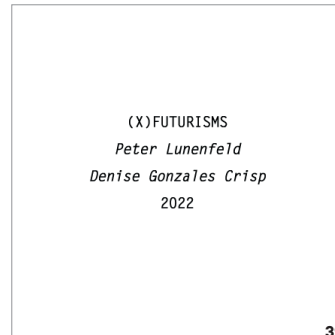 (X)FUTURISMS
Peter Lunenfeld
Denise Gonzales Crisp
2022
3